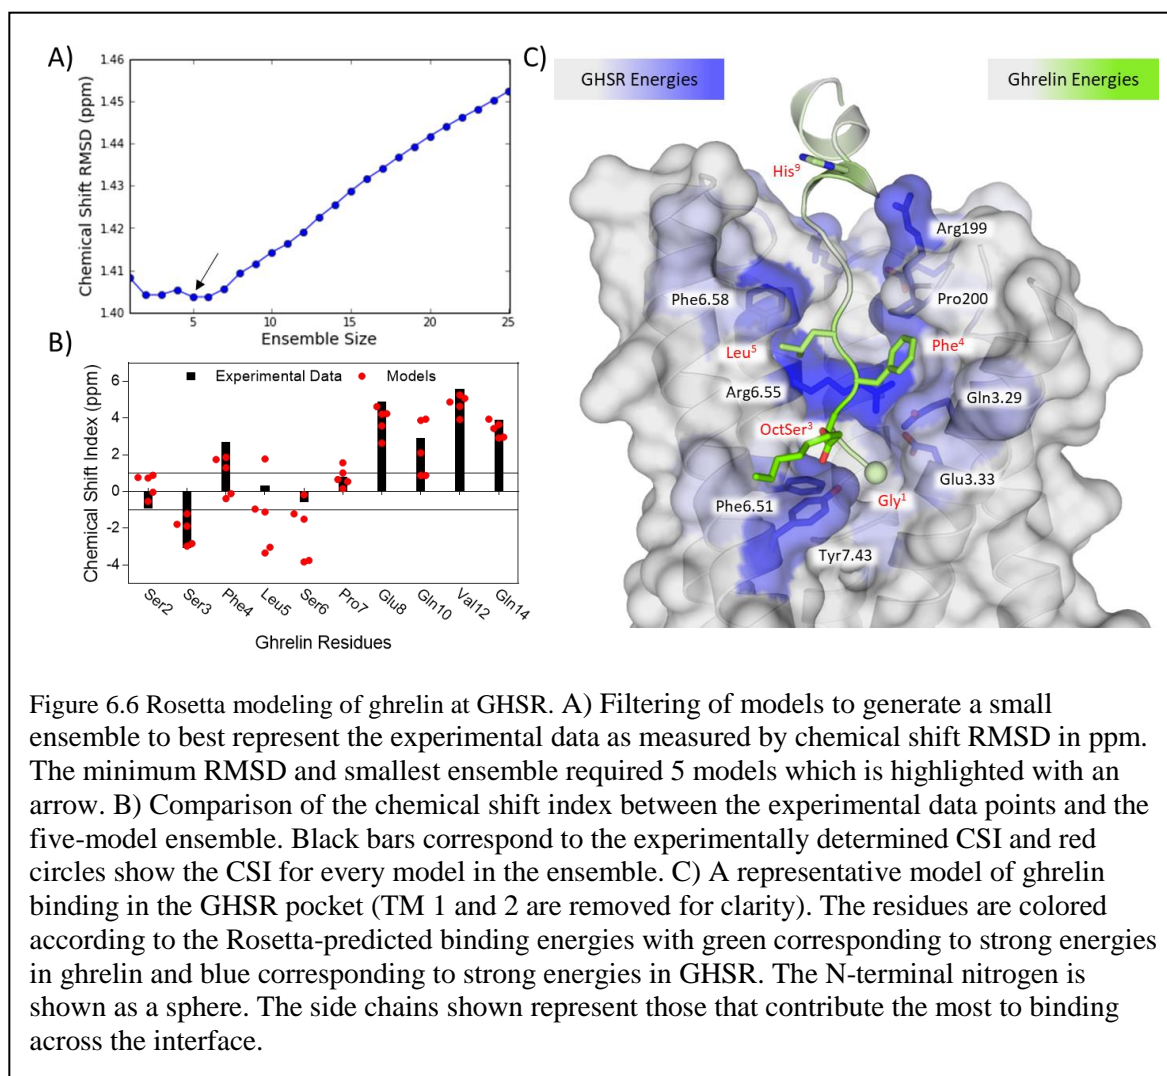 A)
1.46
1.45
1.44
1.43
1.42
1.41
1.40
Chemical Shift RMSD (ppm)
5
10
15
20
25
Ensemble Size
B)
Experimental Data
Models
6
4
2
0
-2
-4
Chemical Shift Index (ppm)
Ser2
Ser3
Phe4
Leu5
Ser6
Pro7
Glu8
Gln10
Val12
Gln14
Ghrelin Residues
C)
GHSR Energies
Ghrelin Energies
His⁹
Arg199
Phe6.58
Pro200
Leu⁵
Phe⁴
Arg6.55
Gln3.29
OctSer³
Glu3.33
Phe6.51
Gly¹
Tyr7.43
Figure 6.6 Rosetta modeling of ghrelin at GHSR. A) Filtering of models to generate a small
ensemble to best represent the experimental data as measured by chemical shift RMSD in ppm.
The minimum RMSD and smallest ensemble required 5 models which is highlighted with an
arrow. B) Comparison of the chemical shift index between the experimental data points and the
five-model ensemble. Black bars correspond to the experimentally determined CSI and red
circles show the CSI for every model in the ensemble. C) A representative model of ghrelin
binding in the GHSR pocket (TM 1 and 2 are removed for clarity). The residues are colored
according to the Rosetta-predicted binding energies with green corresponding to strong energies
in ghrelin and blue corresponding to strong energies in GHSR. The N-terminal nitrogen is
shown as a sphere. The side chains shown represent those that contribute the most to binding
across the interface.